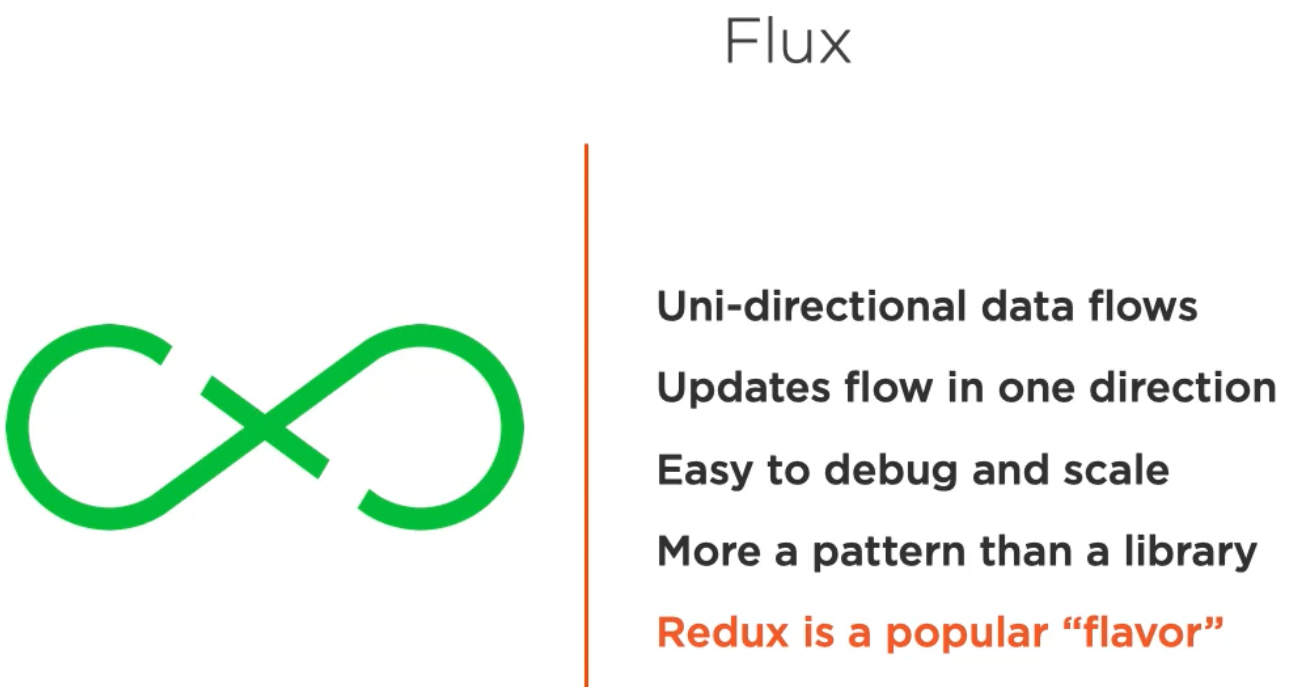 Flux
Uni-directional data flows
Updates flow in one direction
Easy to debug and scale
More a pattern than a library
Redux is a popular “flavor”